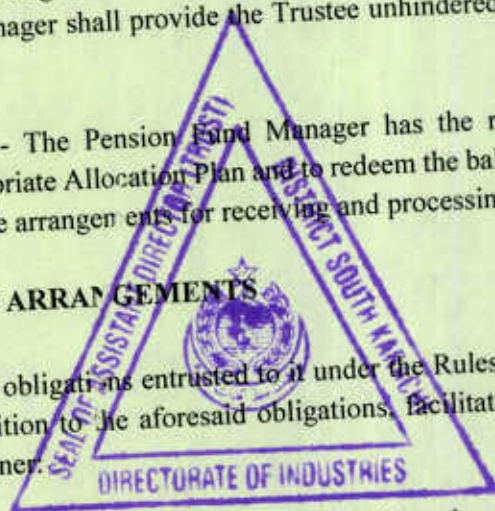 nager shall provide the Trustee unhindered
- The Pension Fund Manager has the r
priate Allocation Plan and to redeem the bal
e arrangements for receiving and processin
ARRANGEMENTS
obligations entrusted to it under the Rules
ition to the aforesaid obligations, facilitat
ner:
SEAL OF ASSISTANT DIRECTOR (TRUST)
DISTRICT SOUTH KARACHI
DIRECTORATE OF INDUSTRIES